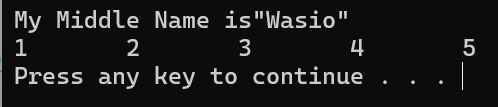 My Middle Name is"Wasio"
1       2       3       4       5
Press any key to continue . . .